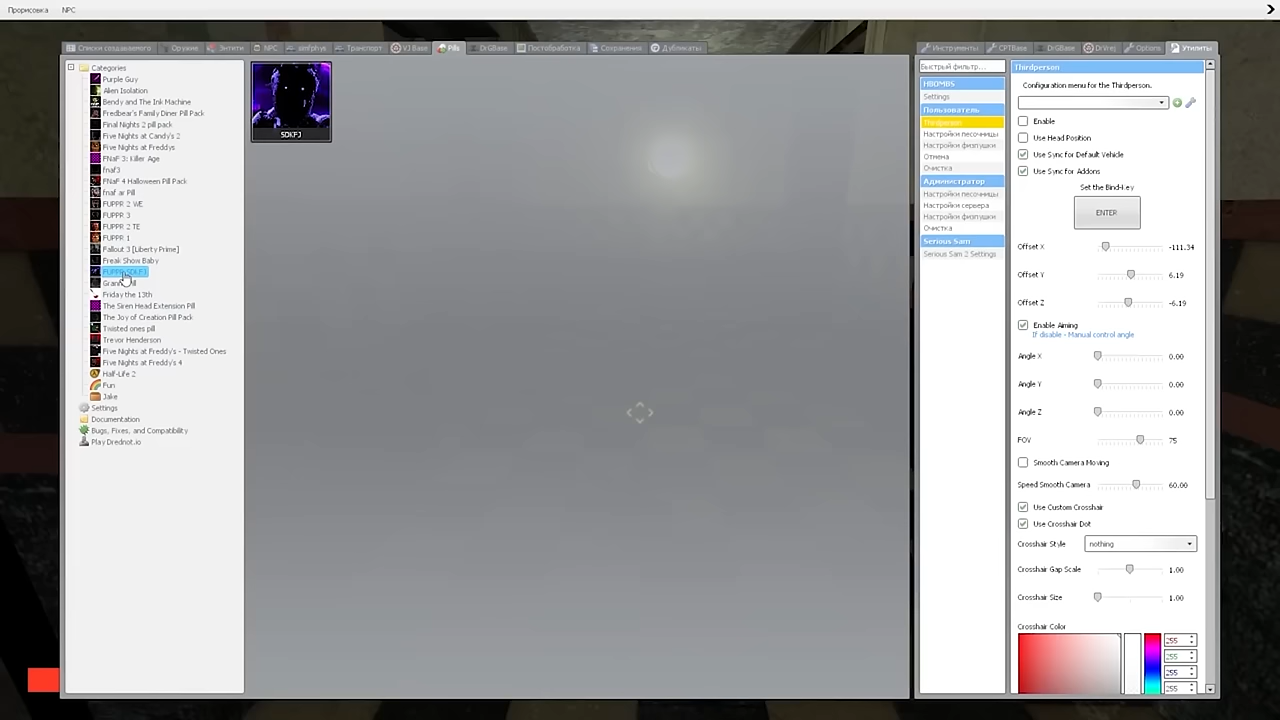 Прорисовка NPC
Списки создаваемого Оружие Энтити NPC simfphys Транспорт VJ Base Pills DrGBase Постобработка Сохранения Дубликаты
Инструменты CPTBase DrGBase DrVrej Options Утилиты
Categories
Purple Guy
Alien Isolation
Bendy and The Ink Machine
Fredbear's Family Diner Pill Pack
Final Nights 2 pill pack
Five Nights at Candy's 2
Five Nights at Freddys
FNaF 3: Killer Age
fnaf3
FNaF 4 Halloween Pill Pack
fnaf ar Pill
FUPPR 2 WE
FUPPR 3
FUPPR 2 TE
FUPPR 1
Fallout 3 [Liberty Prime]
Freak Show Baby
Friday the 13th
The Siren Head Extension Pill
The Joy of Creation Pill Pack
Twisted ones pill
Trevor Henderson
Five Nights at Freddy's - Twisted Ones
Five Nights at Freddy's 4
Half-Life 2
Fun
Jake
Settings
Documentation
Bugs, Fixes, and Compatibility
Play Drednot.io
SDKFJ
Быстрый фильтр...
HBOMBS
Settings
Пользователь
Thirdperson
Настройки песочницы
Настройки физпушки
Отмена
Очистка
Администратор
Настройки песочницы
Настройки сервера
Настройки физпушки
Очистка
Serious Sam
Serious Sam 2 Settings
Thirdperson
Configuration menu for the Thirdperson.
Enable
Use Head Position
Use Sync for Default Vehicle
Use Sync for Addons
Set the Bind-key
ENTER
Offset X -111.34
Offset Y 6.19
Offset Z -6.19
Enable Aiming
If disable - Manual control angle
Angle X 0.00
Angle Y 0.00
Angle Z 0.00
FOV 75
Smooth Camera Moving
Speed Smooth Camera 60.00
Use Custom Crosshair
Use Crosshair Dot
Crosshair Style nothing
Crosshair Gap Scale 1.00
Crosshair Size 1.00
Crosshair Color
255
255
255
255